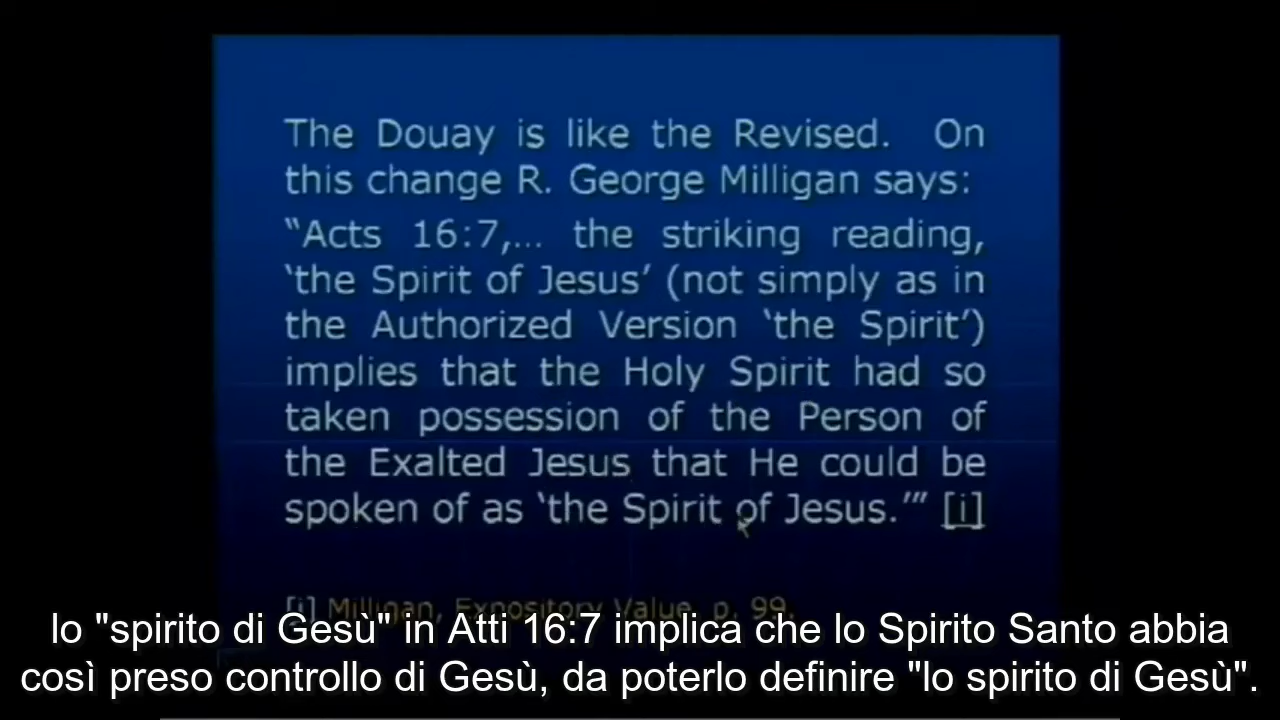 The Douay is like the Revised. On
this change R. George Milligan says:
“Acts 16:7,... the striking reading,
‘the Spirit of Jesus’ (not simply as in
the Authorized Version ‘the Spirit’)
implies that the Holy Spirit had so
taken possession of the Person of
the Exalted Jesus that He could be
spoken of as ‘the Spirit of Jesus.’” [i]
[i] Milligan, Expository Value, p. 99.
lo "spirito di Gesù" in Atti 16:7 implica che lo Spirito Santo abbia
così preso controllo di Gesù, da poterlo definire "lo spirito di Gesù".